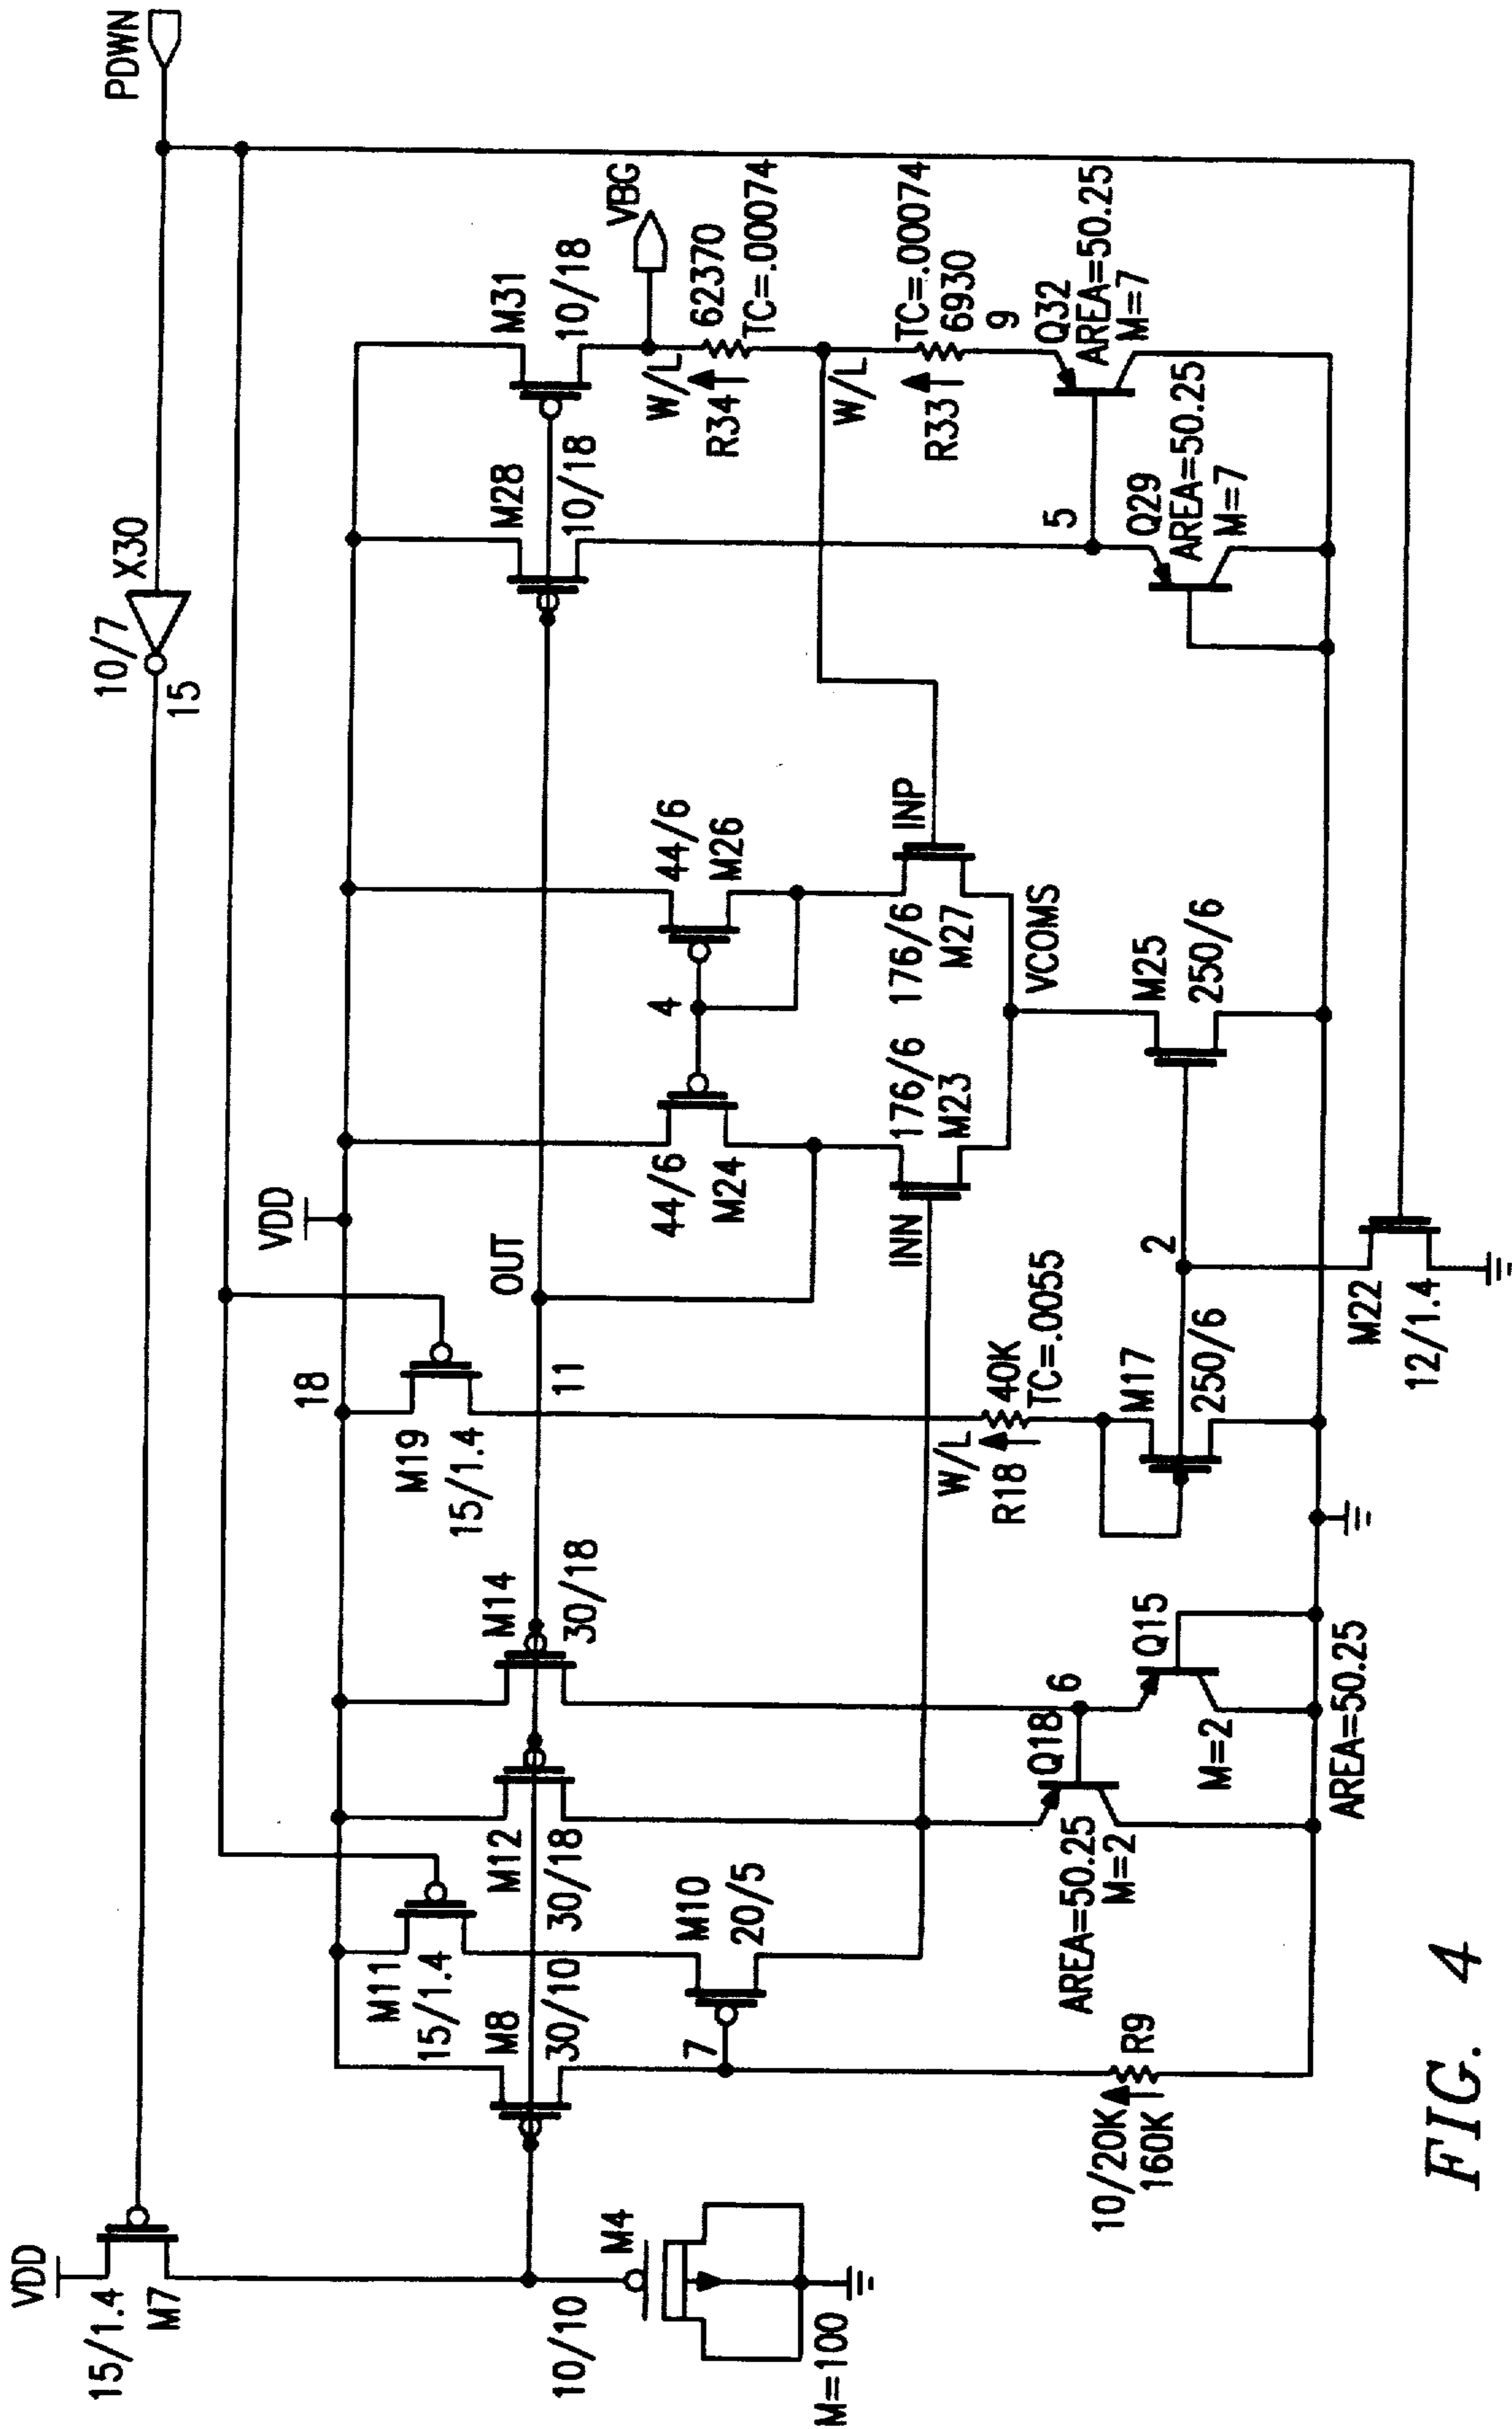 PDWN
X30
10/7
15
VDD
15/1.4
M7
VDD
18
M11
15/1.4
M8
30/10
M12
30/18
M14
30/18
M19
15/1.4
11
OUT
44/6
M24
4
44/6
M26
M28
10/18
M31
10/18
VBG
W/L
R34
62370
TC=.00074
W/L
R33
TC=.00074
6930
9
M10
20/5
7
10/10
M4
M=100
INN
176/6
M23
176/6
M27
INP
VCOMS
W/L
R18
40K
TC=.0055
M17
250/6
2
M25
250/6
5
Q29
AREA=50.25
M=7
Q32
AREA=50.25
M=7
Q18
AREA=50.25
M=2
6
Q15
M=2
AREA=50.25
10/20K
160K
R9
M22
12/1.4
FIG. 4